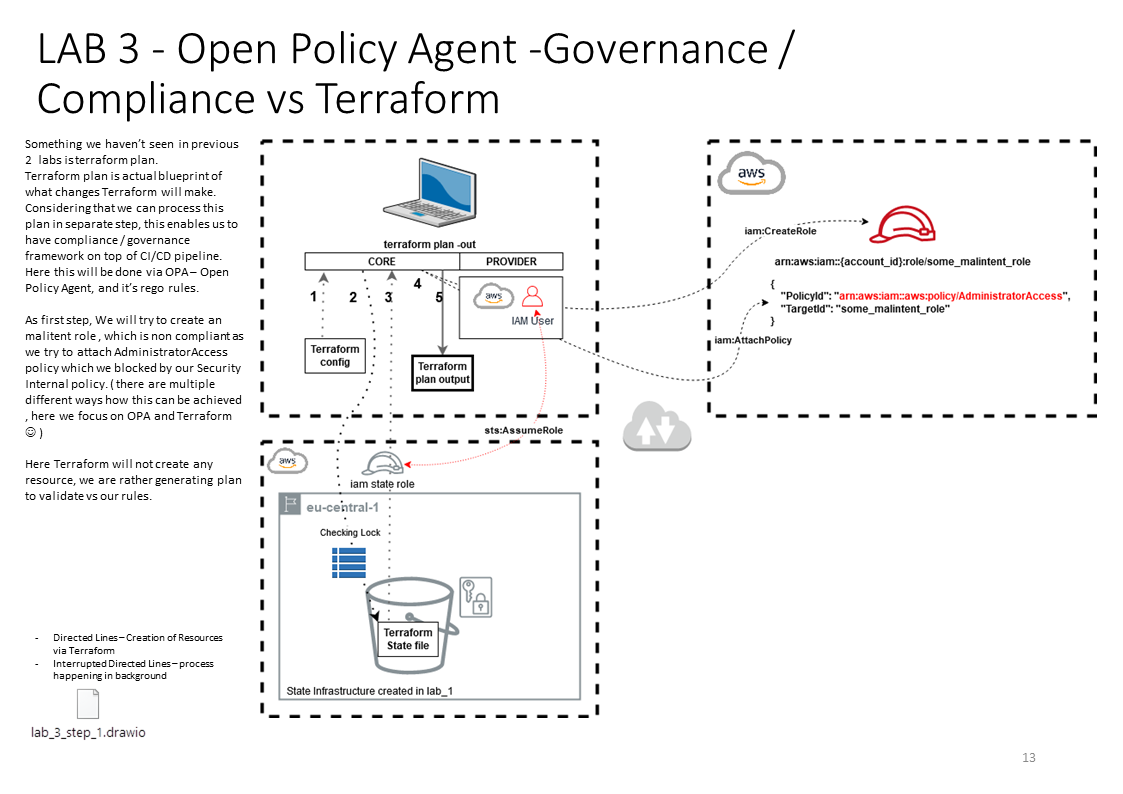 LAB 3 - Open Policy Agent -Governance /
Compliance vs Terraform
Something we haven't seen in previous
2 labs is terraform plan.
Terraform plan is actual blueprint of
what changes Terraform will make.
Considering that we can process this
plan in separate step, this enables us to
have compliance / governance
framework on top of CI/CD pipeline.
Here this will be done via OPA – Open
Policy Agent, and it's rego rules.
As first step, We will try to create an
malitent role , which is non compliant as
we try to attach AdministratorAccess
policy which we blocked by our Security
Internal policy. ( there are multiple
different ways how this can be achieved
, here we focus on OPA and Terraform
☺ )
Here Terraform will not create any
resource, we are rather generating plan
to validate vs our rules.
- Directed Lines – Creation of Resources
via Terraform
- Interrupted Directed Lines – process
happening in background
lab_3_step_1.drawio
terraform plan -out
CORE
PROVIDER
1
2
3
4
5
aws
IAM User
Terraform
config
Terraform
plan output
sts:AssumeRole
aws
iam state role
eu-central-1
Checking Lock
Terraform
State file
State Infrastructure created in lab_1
aws
iam:CreateRole
arn:aws:iam::{account_id}:role/some_malintent_role
{
"PolicyId": "arn:aws:iam::aws:policy/AdministratorAccess",
"TargetId": "some_malintent_role"
}
iam:AttachPolicy
13